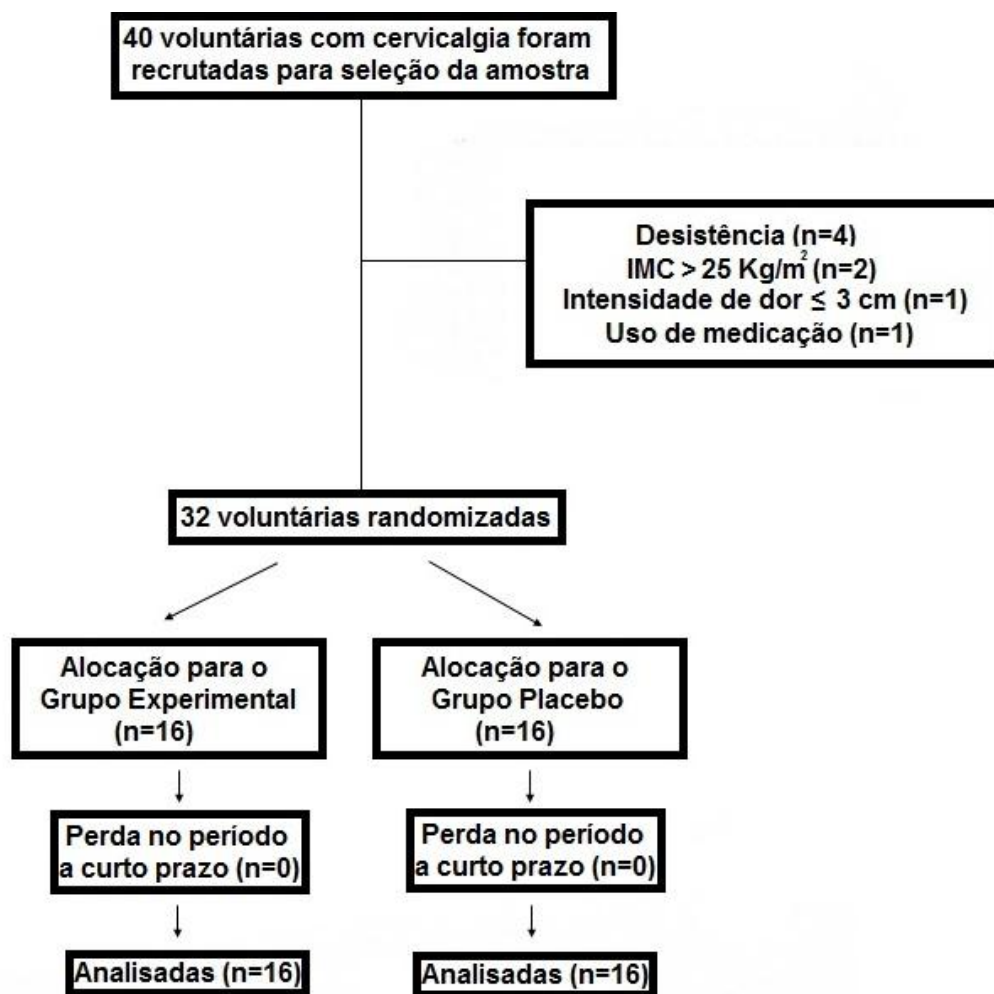 40 voluntárias com cervicalgia foram
recrutadas para seleção da amostra
Desistência (n=4)
IMC > 25 Kg/m² (n=2)
Intensidade de dor ≤ 3 cm (n=1)
Uso de medicação (n=1)
32 voluntárias randomizadas
Alocação para o
Grupo Experimental
(n=16)
Alocação para o
Grupo Placebo
(n=16)
Perda no período
a curto prazo (n=0)
Perda no período
a curto prazo (n=0)
Analisadas (n=16)
Analisadas (n=16)